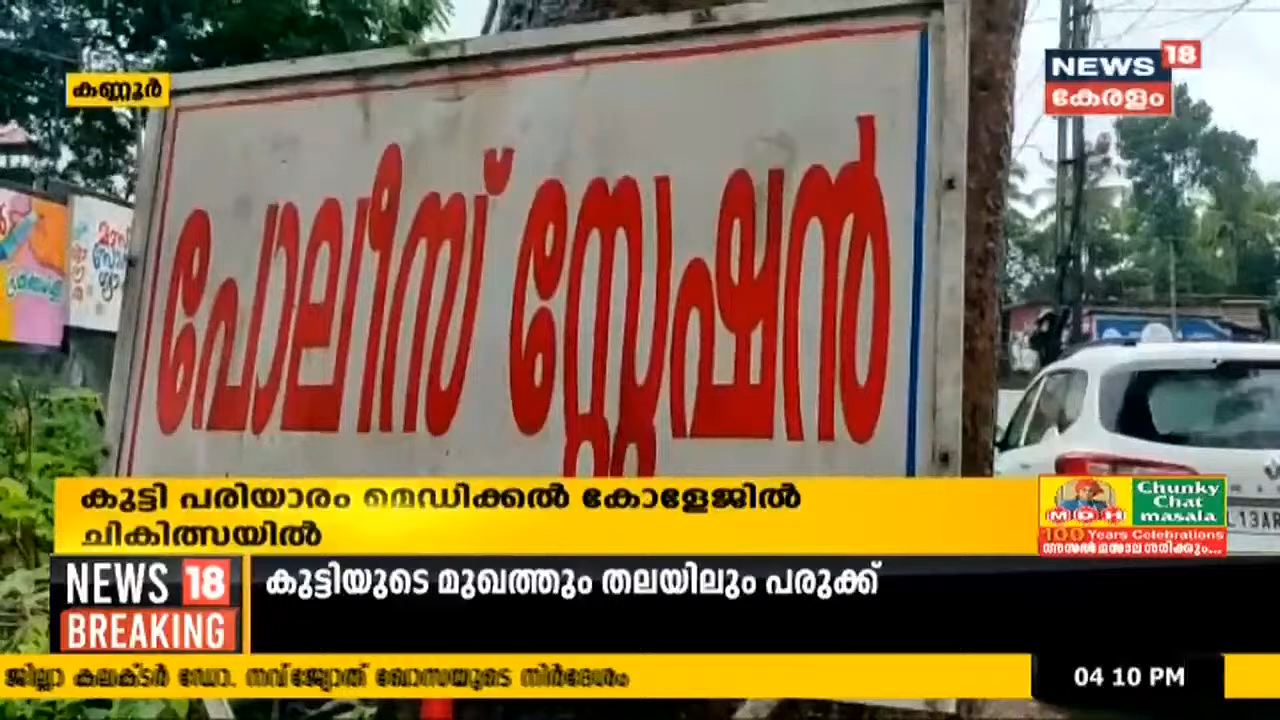 കണ്ണൂർ
NEWS 18
കേരളം
പോലീസ് സ്റ്റേഷൻ
കുട്ടി പരിയാരം മെഡിക്കൽ കോളേജിൽ
ചികിത്സയിൽ
MDH
Chunky
Chat
masala
100 Years Celebrations
L13AR
NEWS 18
BREAKING
കുട്ടിയുടെ മുഖത്തും തലയിലും പരുക്ക്
ജില്ലാ കലക്ടർ ഡോ. നവ്ജ്യോത് ഖോസയുടെ നിർദേശം
04 10 PM